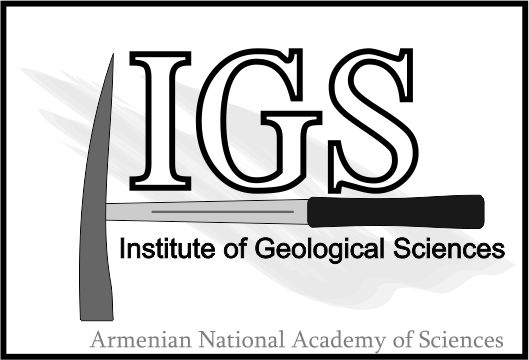 IGS
Institute of Geological Sciences
Armenian National Academy of Sciences